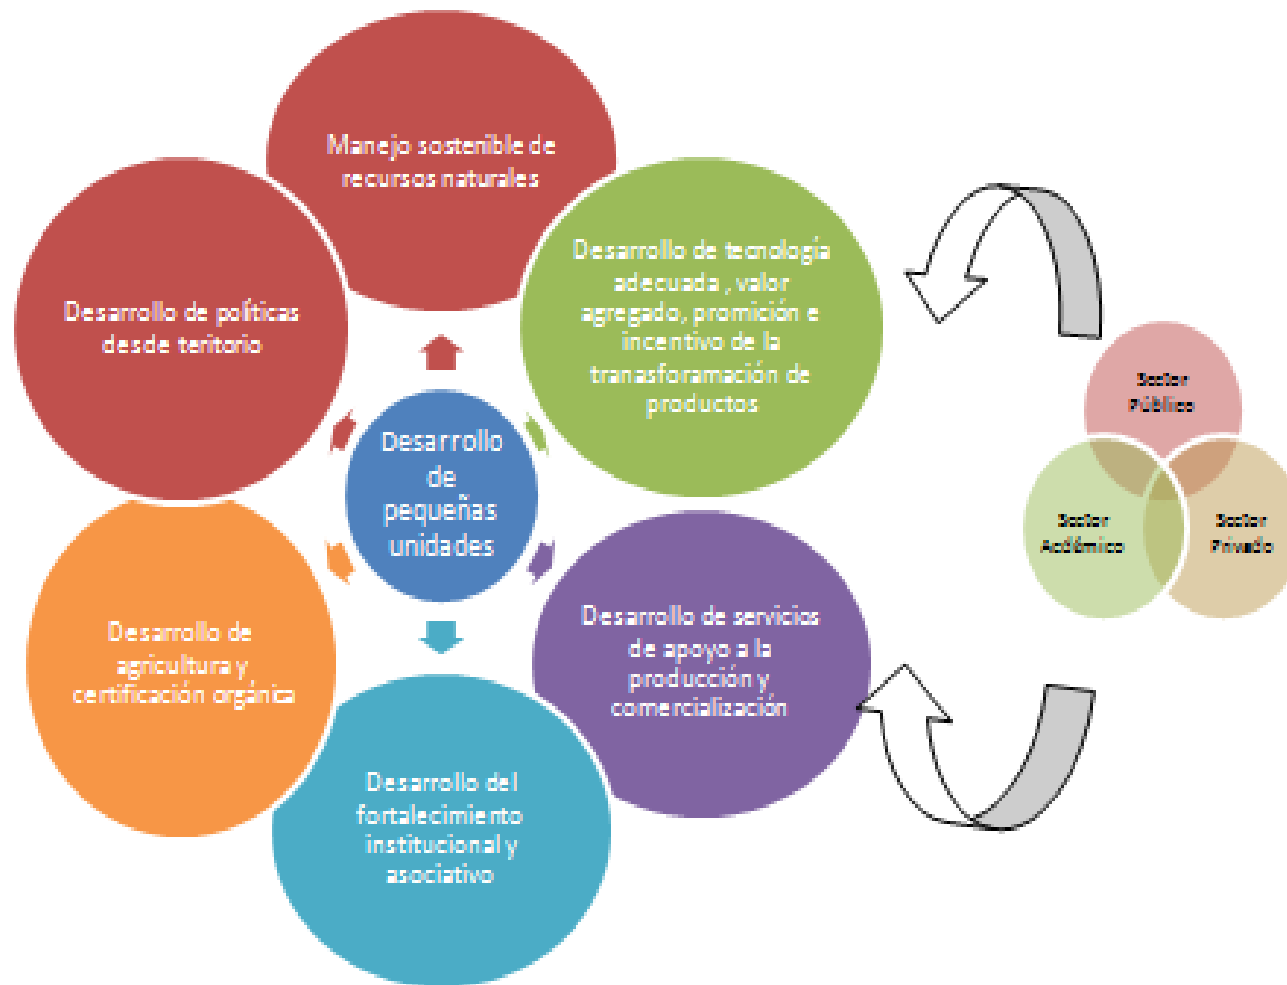 Manejo sostenible de
recursos naturales
Desarrollo de tecnología
adecuada , valor
agregado, promición e
incentivo de la
tranasforamación de
productos
Desarrollo de políticas
desde teritorio
Desarrollo
de
pequeñas
unidades
Sector
Público
Sector
Acdémico
Sector
Privado
Desarrollo de servicios
de apoyo a la
producción y
comercialización
Desarrollo de
agricultura y
certificación orgánica
Desarrollo del
fortalecimiento
institucional y
asociativo